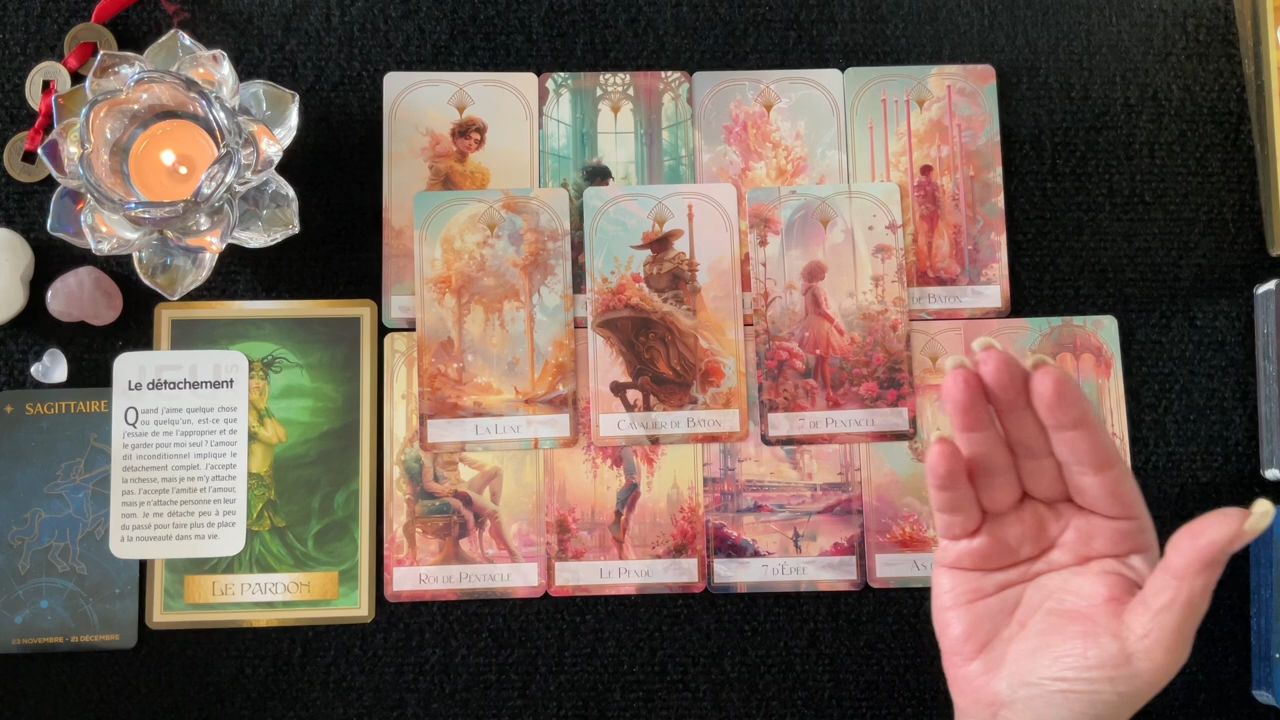 DE BÂTON
LA LUNE
CAVALIER DE BÂTON
7 DE PENTACLE
SAGITTAIRE
23 NOVEMBRE - 21 DÉCEMBRE
Le détachement
Quand j'aime quelque chose
ou quelqu'un, est-ce que
j'essaie de me l'approprier et de
le garder pour moi seul ? L'amour
dit inconditionnel implique le
détachement complet. J'accepte
la richesse, mais je ne m'y attache
pas. J'accepte l'amitié et l'amour,
mais je n'attache personne en leur
nom. Je me détache peu à peu
du passé pour faire plus de place
à la nouveauté dans ma vie.
LE PARDON
ROI DE PENTACLE
LE PENDU
7 D'ÉPÉE
AS